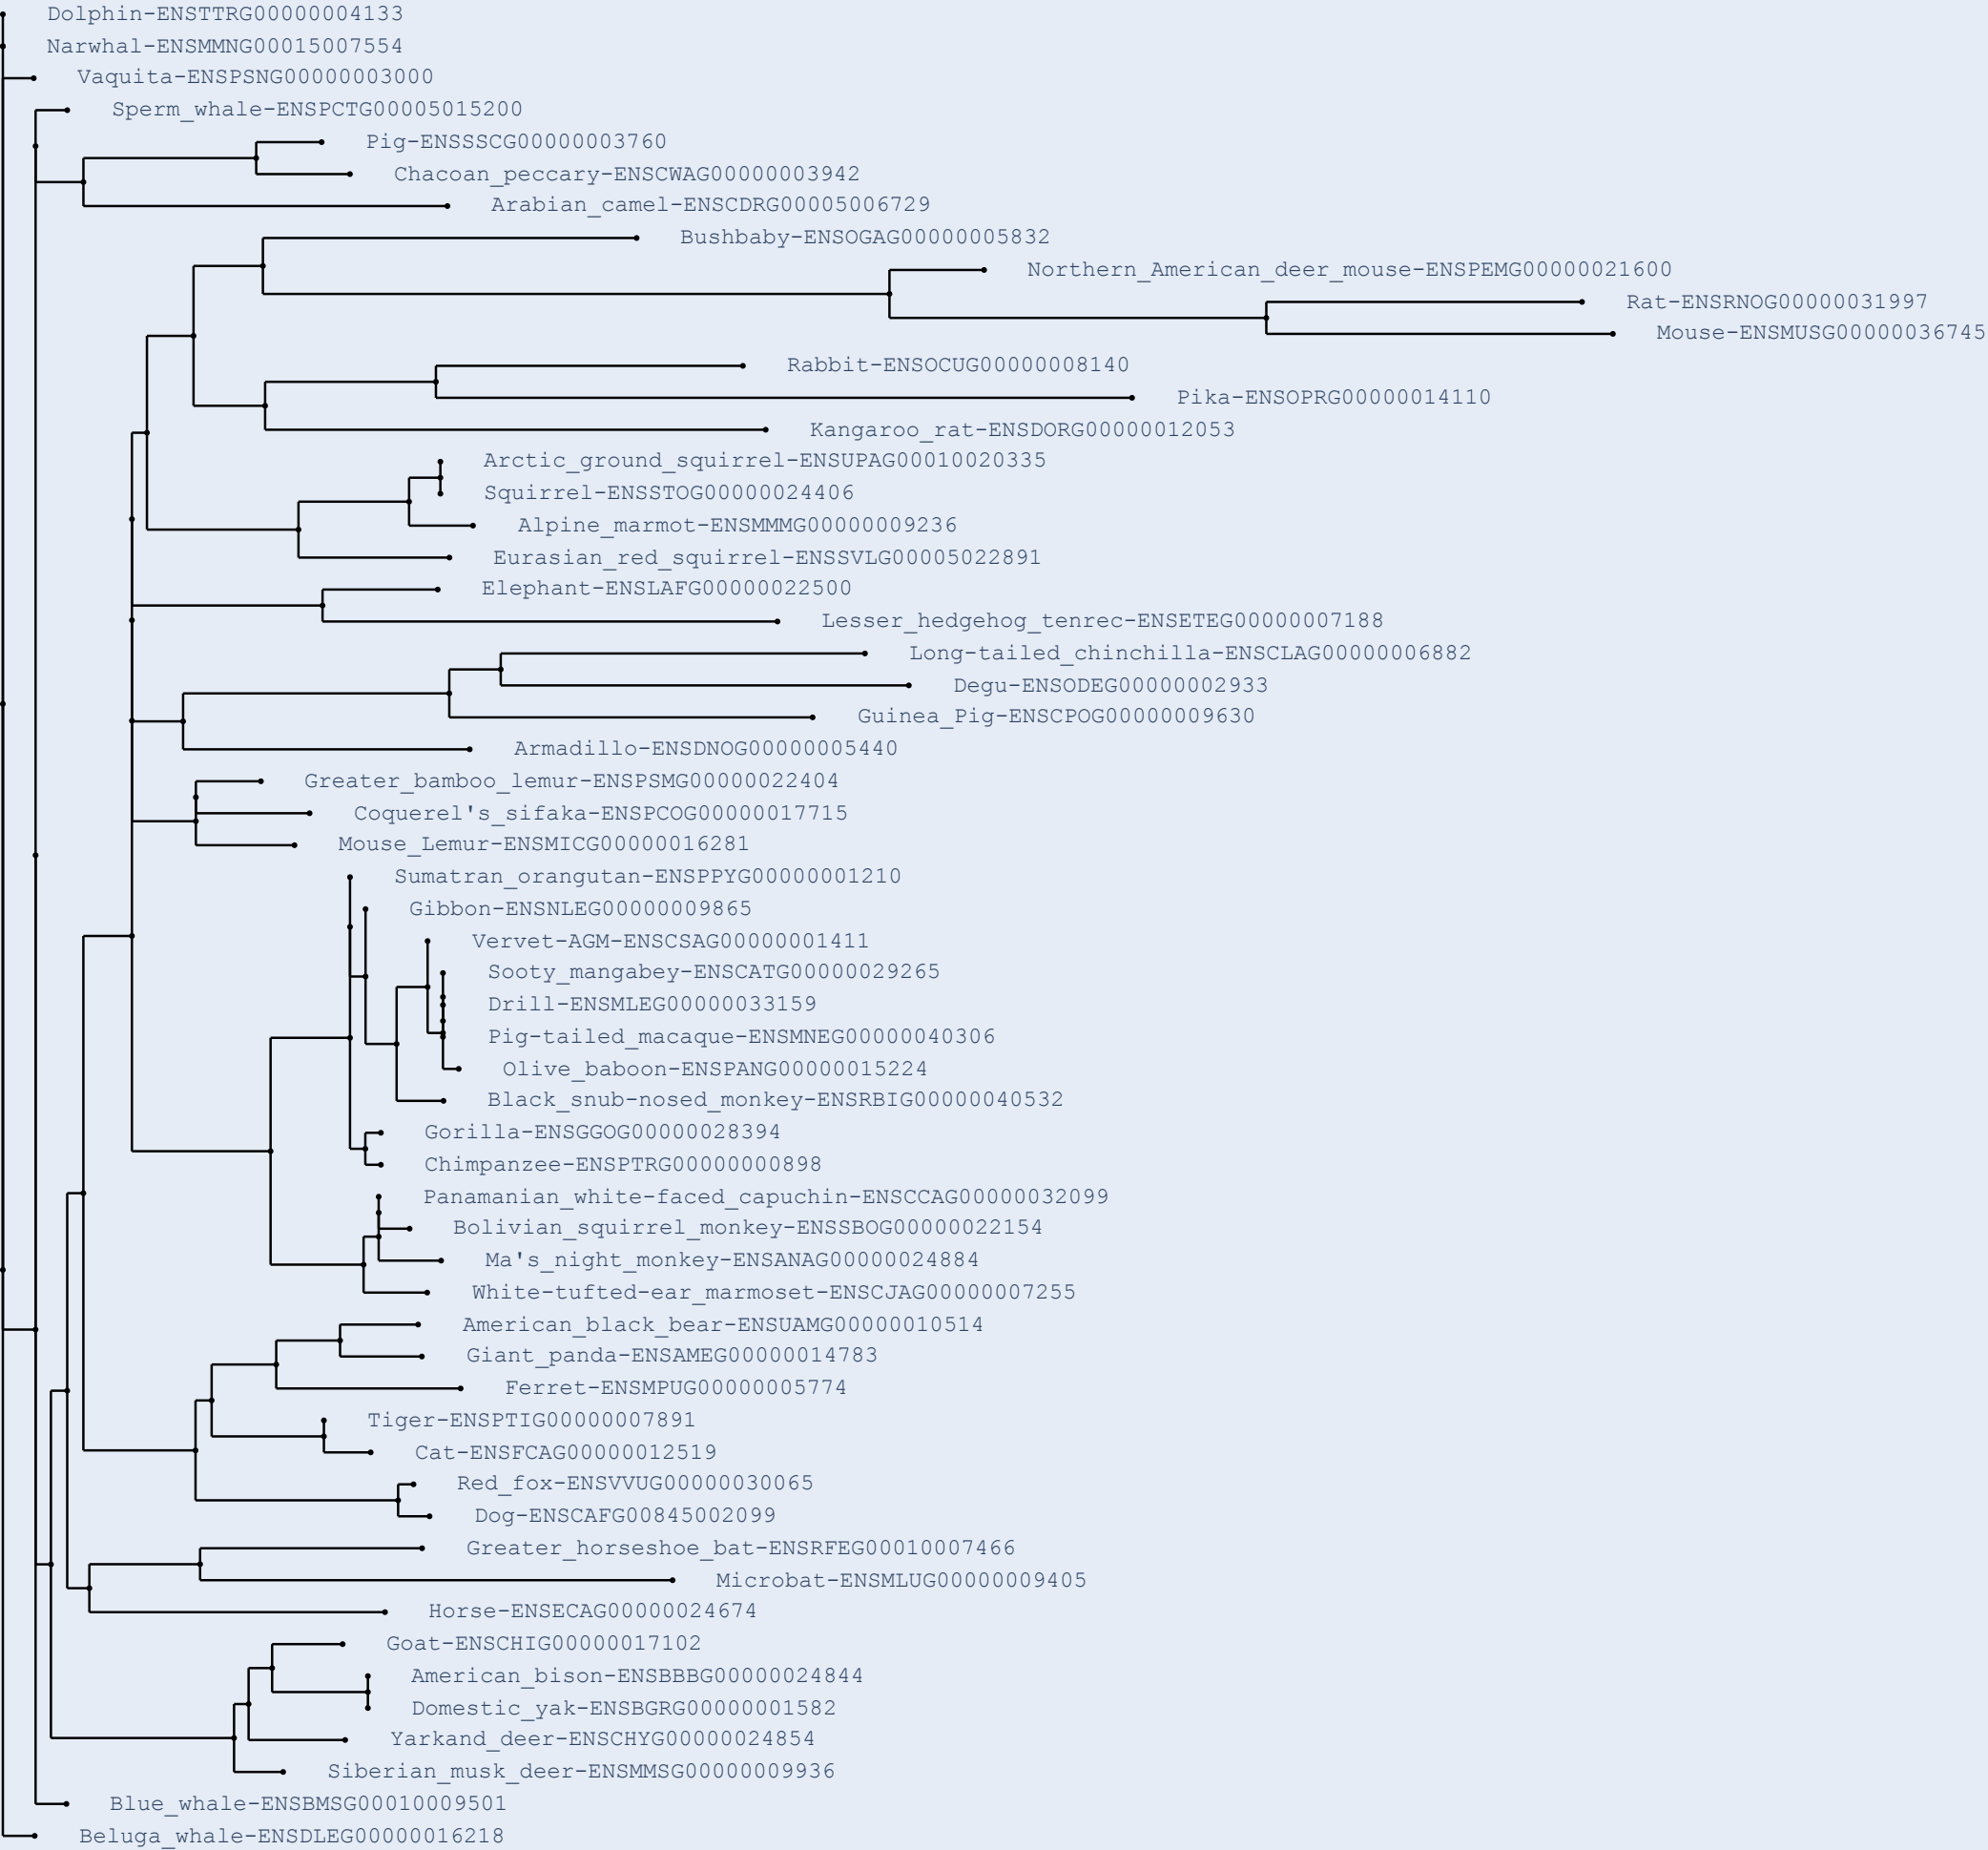 Dolphin-ENSTTRG00000004133
Narwhal-ENSMMNG00015007554
Vaquita-ENSPSNG00000003000
Sperm_whale-ENSPCTG00005015200
Pig-ENSSSCG00000003760
Chacoan_peccary-ENSCWAG00000003942
Arabian_camel-ENSCDRG00005006729
Bushbaby-ENSOGAG00000005832
Northern_American_deer_mouse-ENSPEMG00000021600
Rat-ENSRNOG00000031997
Mouse-ENSMUSG00000036745
Rabbit-ENSOCUG00000008140
Pika-ENSOPRG00000014110
Kangaroo_rat-ENSDORG00000012053
Arctic_ground_squirrel-ENSUPAG00010020335
Squirrel-ENSSTOG00000024406
Alpine_marmot-ENSMMMG00000009236
Eurasian_red_squirrel-ENSSVLG00005022891
Elephant-ENSLAFG00000022500
Lesser_hedgehog_tenrec-ENSETEG00000007188
Long-tailed_chinchilla-ENSCLAG00000006882
Degu-ENSODEG00000002933
Guinea_Pig-ENSCPOG00000009630
Armadillo-ENSDNOG00000005440
Greater_bamboo_lemur-ENSPSMG00000022404
Coquerel's_sifaka-ENSPCOG00000017715
Mouse_Lemur-ENSMICG00000016281
Sumatran_orangutan-ENSPPYG00000001210
Gibbon-ENSNLEG00000009865
Vervet-AGM-ENSCSAG00000001411
Sooty_mangabey-ENSCATG00000029265
Drill-ENSMLEG00000033159
Pig-tailed_macaque-ENSMNEG00000040306
Olive_baboon-ENSPANG00000015224
Black_snub-nosed_monkey-ENSRBIG00000040532
Gorilla-ENSGGOG00000028394
Chimpanzee-ENSPTRG00000000898
Panamanian_white-faced_capuchin-ENSCCAG00000032099
Bolivian_squirrel_monkey-ENSSBOG00000022154
Ma's_night_monkey-ENSANAG00000024884
White-tufted-ear_marmoset-ENSCJAG00000007255
American_black_bear-ENSUAMG00000010514
Giant_panda-ENSAMEG00000014783
Ferret-ENSMPUG00000005774
Tiger-ENSPTIG00000007891
Cat-ENSFCAG00000012519
Red_fox-ENSVVUG00000030065
Dog-ENSCAFG00845002099
Greater_horseshoe_bat-ENSRFEG00010007466
Microbat-ENSMLUG00000009405
Horse-ENSECAG00000024674
Goat-ENSCHIG00000017102
American_bison-ENSBBBG00000024844
Domestic_yak-ENSBGRG00000001582
Yarkand_deer-ENSCHYG00000024854
Siberian_musk_deer-ENSMMSG00000009936
Blue_whale-ENSBMSG00010009501
Beluga_whale-ENSDLEG00000016218